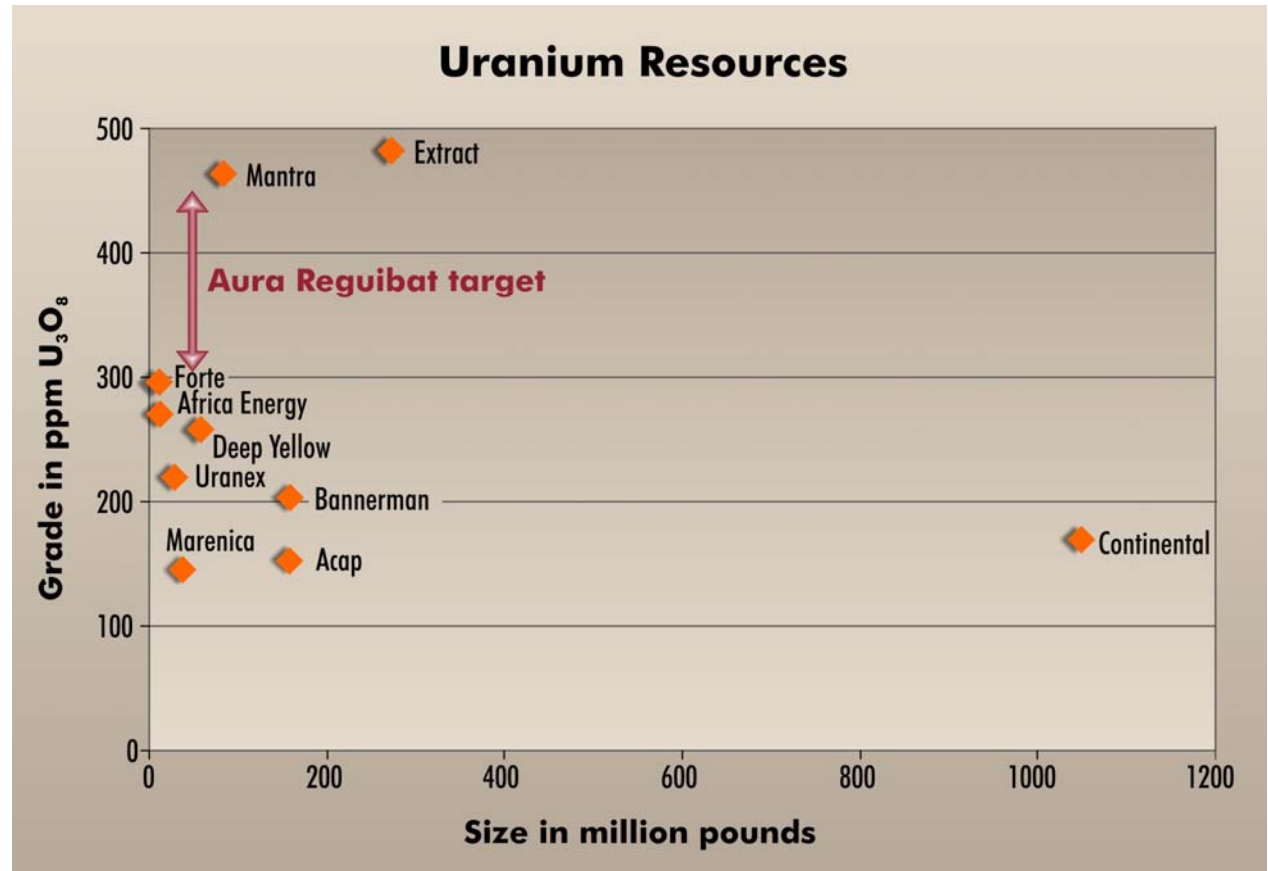 Uranium Resources
500
Extract
Mantra
400
Aura Reguibat target
300
Forte
Africa Energy
Deep Yellow
Uranex
200
Bannerman
Marenica
Acap
Continental
100
0
0 200 400 600 800 1000 1200
Grade in ppm U₃O₈
Size in million pounds